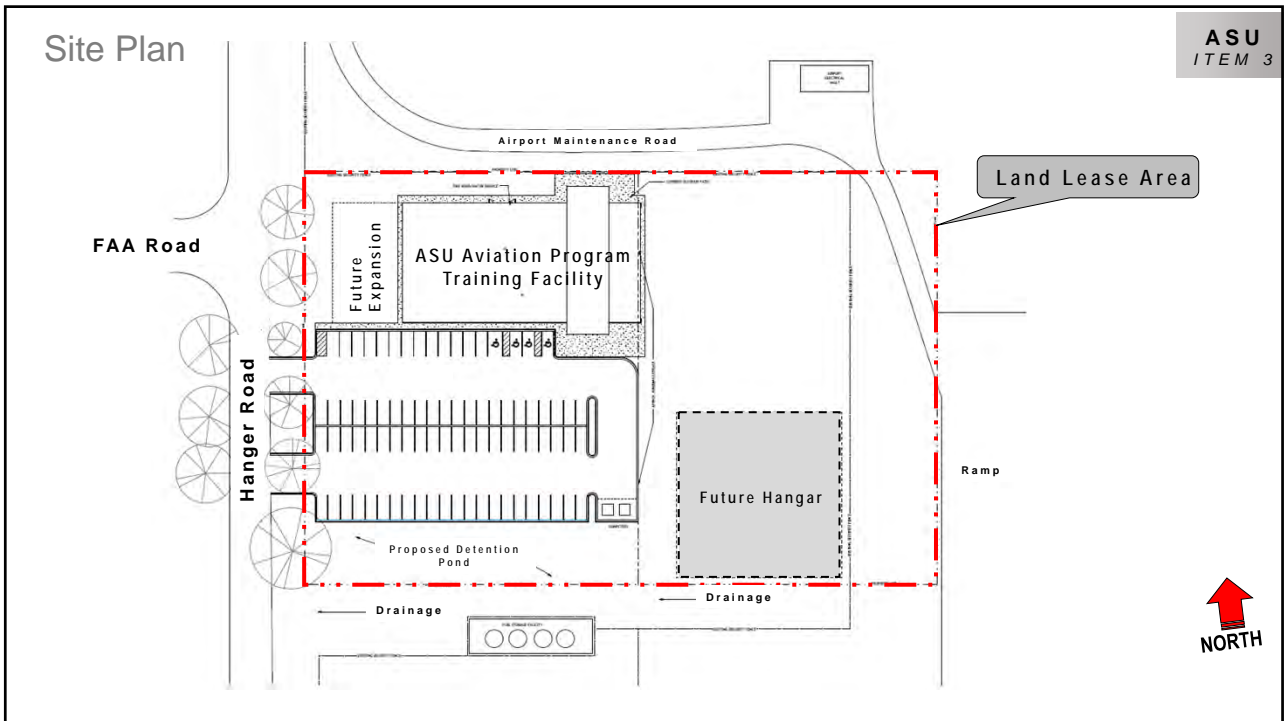 Site Plan
ASU
ITEM 3
Airport Maintenance Road
Land Lease Area
FAA Road
Future
Expansion
ASU Aviation Program
Training Facility
Hanger Road
Future Hangar
Ramp
Proposed Detention
Pond
Drainage
Drainage
NORTH